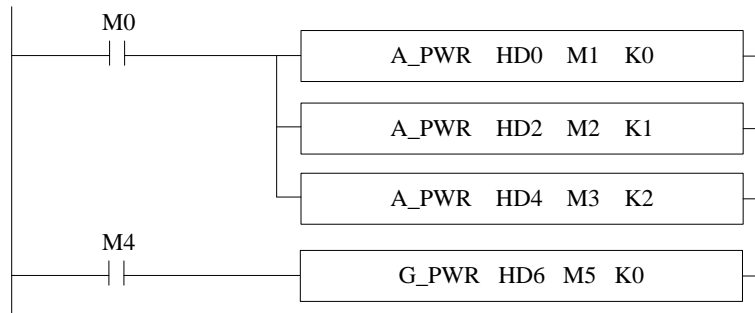 M0
A_PWR HD0 M1 K0
A_PWR HD2 M2 K1
A_PWR HD4 M3 K2
M4
G_PWR HD6 M5 K0